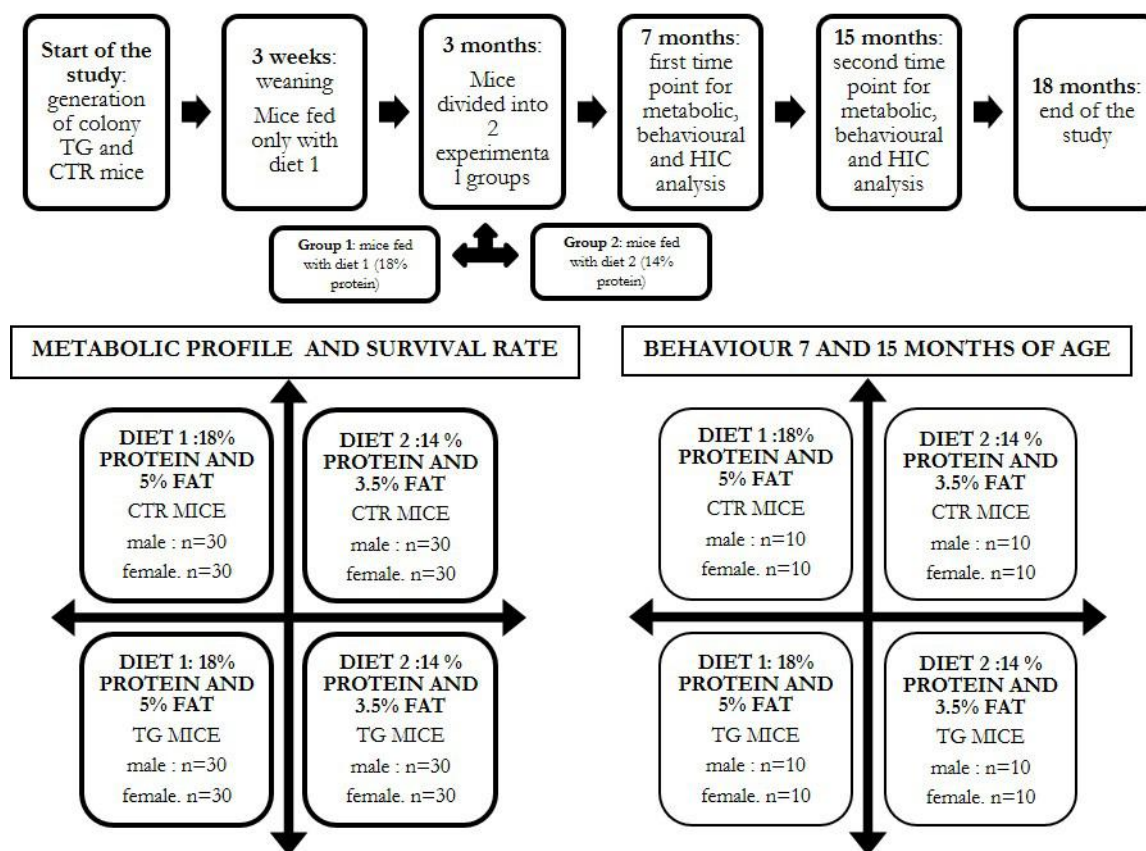 Start of the
study:
generation
of colony
TG and
CTR mice
3 weeks:
weaning
Mice fed
only with
diet 1
3 months:
Mice
divided into
2
experimenta
l groups
7 months:
first time
point for
metabolic,
behavioural
and HIC
analysis
15 months:
second time
point for
metabolic,
behavioural
and HIC
analysis
18 months:
end of the
study
Group 1: mice fed
with diet 1 (18%
protein)
Group 2: mice fed
with diet 2 (14%
protein)
METABOLIC PROFILE AND SURVIVAL RATE
DIET 1 :18%
PROTEIN AND
5% FAT
CTR MICE
male : n=30
female. n=30
DIET 2 :14 %
PROTEIN AND
3.5% FAT
CTR MICE
male : n=30
female. n=30
DIET 1: 18%
PROTEIN AND
5% FAT
TG MICE
male : n=30
female. n=30
DIET 2 :14 %
PROTEIN AND
3.5% FAT
TG MICE
male : n=30
female. n=30
BEHAVIOUR 7 AND 15 MONTHS OF AGE
DIET 1 :18%
PROTEIN AND
5% FAT
CTR MICE
male : n=10
female. n=10
DIET 2 :14 %
PROTEIN AND
3.5% FAT
CTR MICE
male : n=10
female. n=10
DIET 1: 18%
PROTEIN AND
5% FAT
TG MICE
male : n=10
female. n=10
DIET 2 :14 %
PROTEIN AND
3.5% FAT
TG MICE
male : n=10
female. n=10